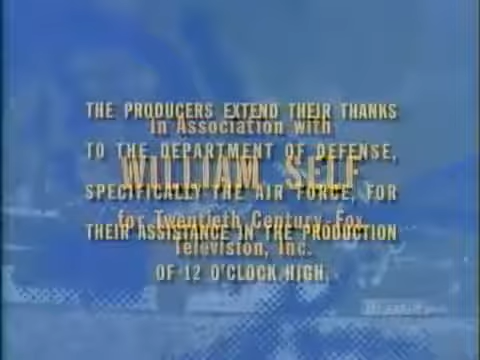 THE PRODUCERS EXTEND THEIR THANKS
In Association with
TO THE DEPARTMENT OF DEFENSE,
WILLIAM SELF
SPECIFICALLY THE AIR FORCE, FOR
for Twentieth Century-Fox
THEIR ASSISTANCE IN THE PRODUCTION
Television, Inc.
OF 12 O'CLOCK HIGH.